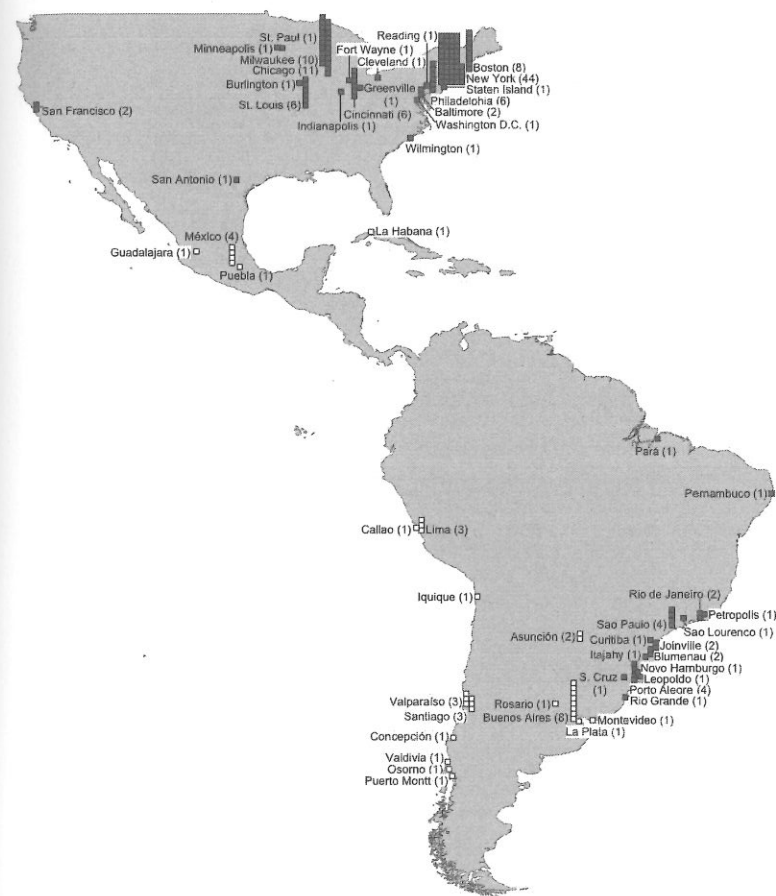 St. Paul (1)
Reading (1)
Minneapolis (1)
Fort Wayne (1)
Milwaukee (10)
Cleveland (1)
Boston (8)
Chicago (11)
New York (44)
Burlington (1)
Greenville
(1)
Staten Island (1)
St. Louis (6)
Philadelohia (6)
San Francisco (2)
Cincinnati (6)
Baltimore (2)
Indianapolis (1)
Washington D.C. (1)
Wilmington (1)
San Antonio (1)
México (4)
La Habana (1)
Guadalajara (1)
Puebla (1)
Pará (1)
Pernambuco (1)
Callao (1)
Lima (3)
Iquique (1)
Rio de Janeiro (2)
Petropolis (1)
Sao Paulo (4)
Sao Lourenco (1)
Asunción (2)
Curitiba (1)
Joinville (2)
Itajahy (1)
Blumenau (2)
Novo Hamburgo (1)
S. Cruz
(1)
Leopoldo (1)
Porto Alegre (4)
Rio Grande (1)
Valparaíso (3)
Rosario (1)
Santiago (3)
Buenos Aires (8)
Montevideo (1)
La Plata (1)
Concepción (1)
Valdivia (1)
Osorno (1)
Puerto Montt (1)